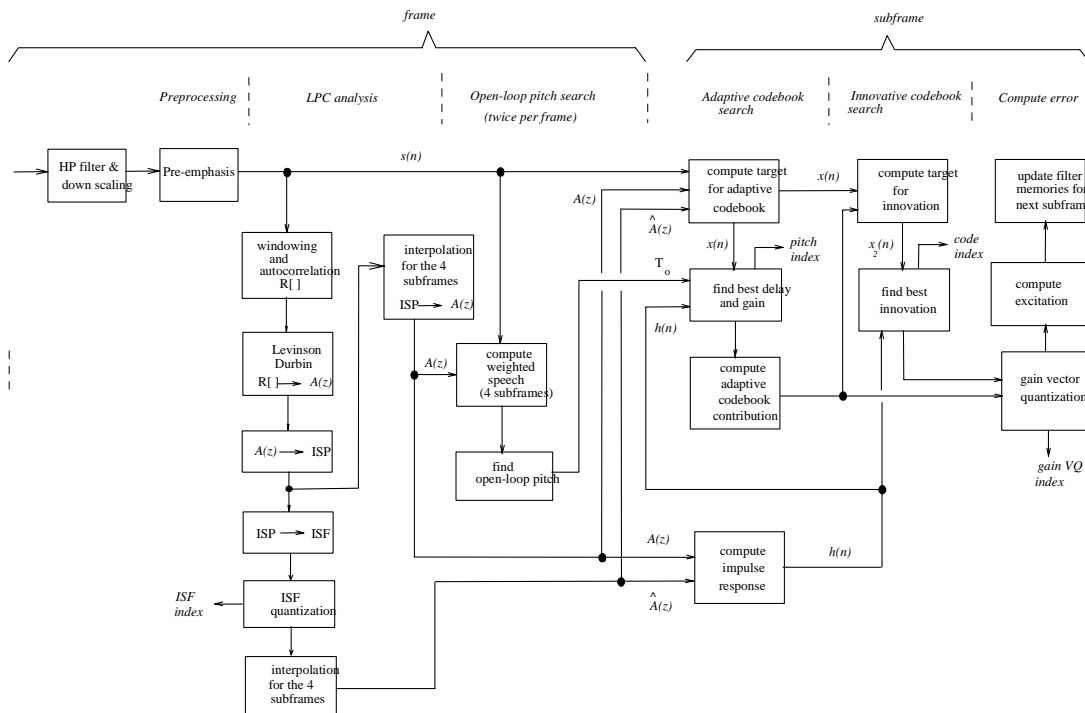 frame
subframe
Preprocessing
LPC analysis
Open-loop pitch search
(twice per frame)
Adaptive codebook
search
Innovative codebook
search
Compute error
HP filter &
down scaling
Pre-emphasis
s(n)
A(z)
^
A(z)
compute target
for adaptive
codebook
x(n)
compute target
for
innovation
update filter
memories for
next subfram
windowing
and
autocorrelation
R[ ]
interpolation
for the 4
subframes
ISP
A(z)
x(n)
pitch
index
x (n)
2
code
index
T
o
find best delay
and gain
h(n)
find best
innovation
compute
excitation
Levinson
Durbin
R[ ]
A(z)
A(z)
compute
weighted
speech
(4 subframes)
compute
adaptive
codebook
contribution
gain vector
quantization
A(z)
ISP
find
open-loop pitch
gain VQ
index
ISP
ISF
A(z)
compute
impulse
response
h(n)
^
A(z)
ISF
index
ISF
quantization
interpolation
for the 4
subframes